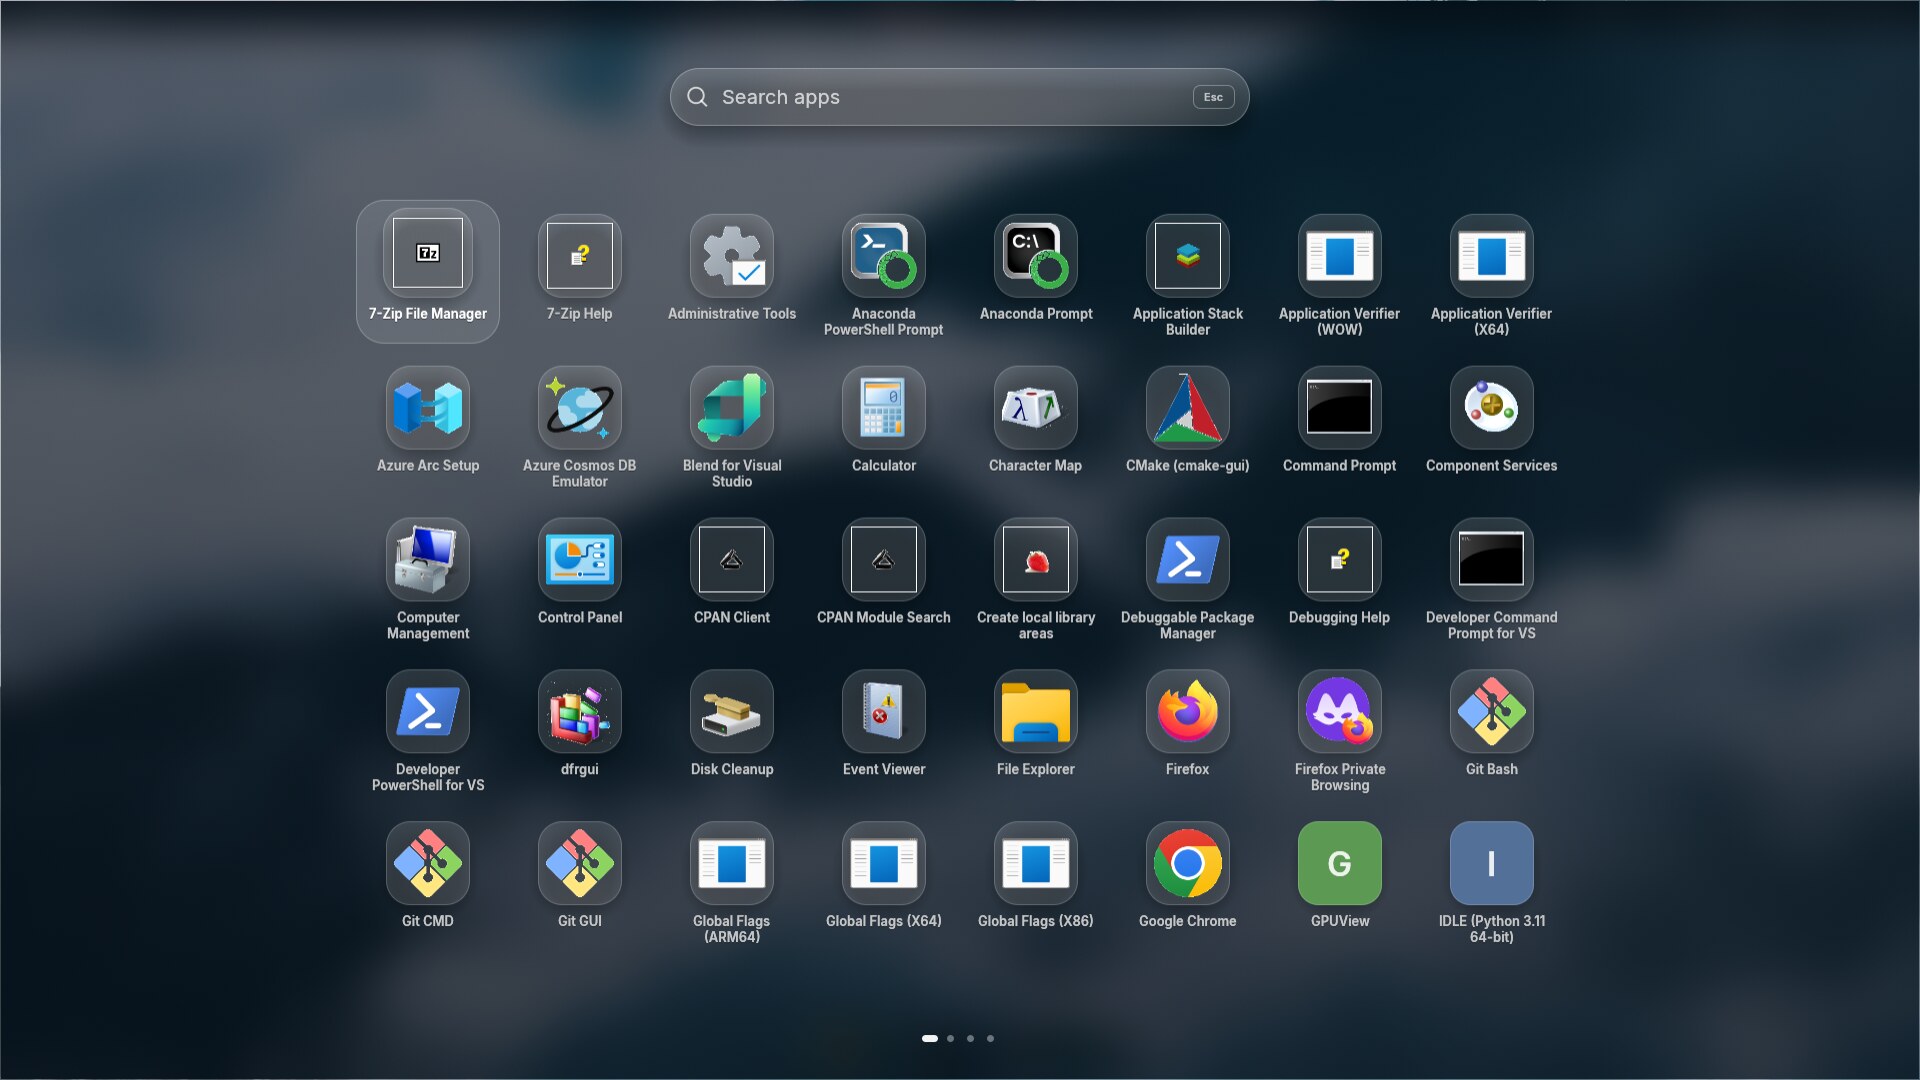 Search apps
Esc
7-Zip File Manager
7-Zip Help
Administrative Tools
Anaconda
PowerShell Prompt
Anaconda Prompt
Application Stack
Builder
Application Verifier
(WOW)
Application Verifier
(X64)
Azure Arc Setup
Azure Cosmos DB
Emulator
Blend for Visual
Studio
Calculator
Character Map
CMake (cmake-gui)
Command Prompt
Component Services
Computer
Management
Control Panel
CPAN Client
CPAN Module Search
Create local library
areas
Debuggable Package
Manager
Debugging Help
Developer Command
Prompt for VS
Developer
PowerShell for VS
dfrgui
Disk Cleanup
Event Viewer
File Explorer
Firefox
Firefox Private
Browsing
Git Bash
Git CMD
Git GUI
Global Flags
(ARM64)
Global Flags (X64)
Global Flags (X86)
Google Chrome
G
GPUView
I
IDLE (Python 3.11
64-bit)